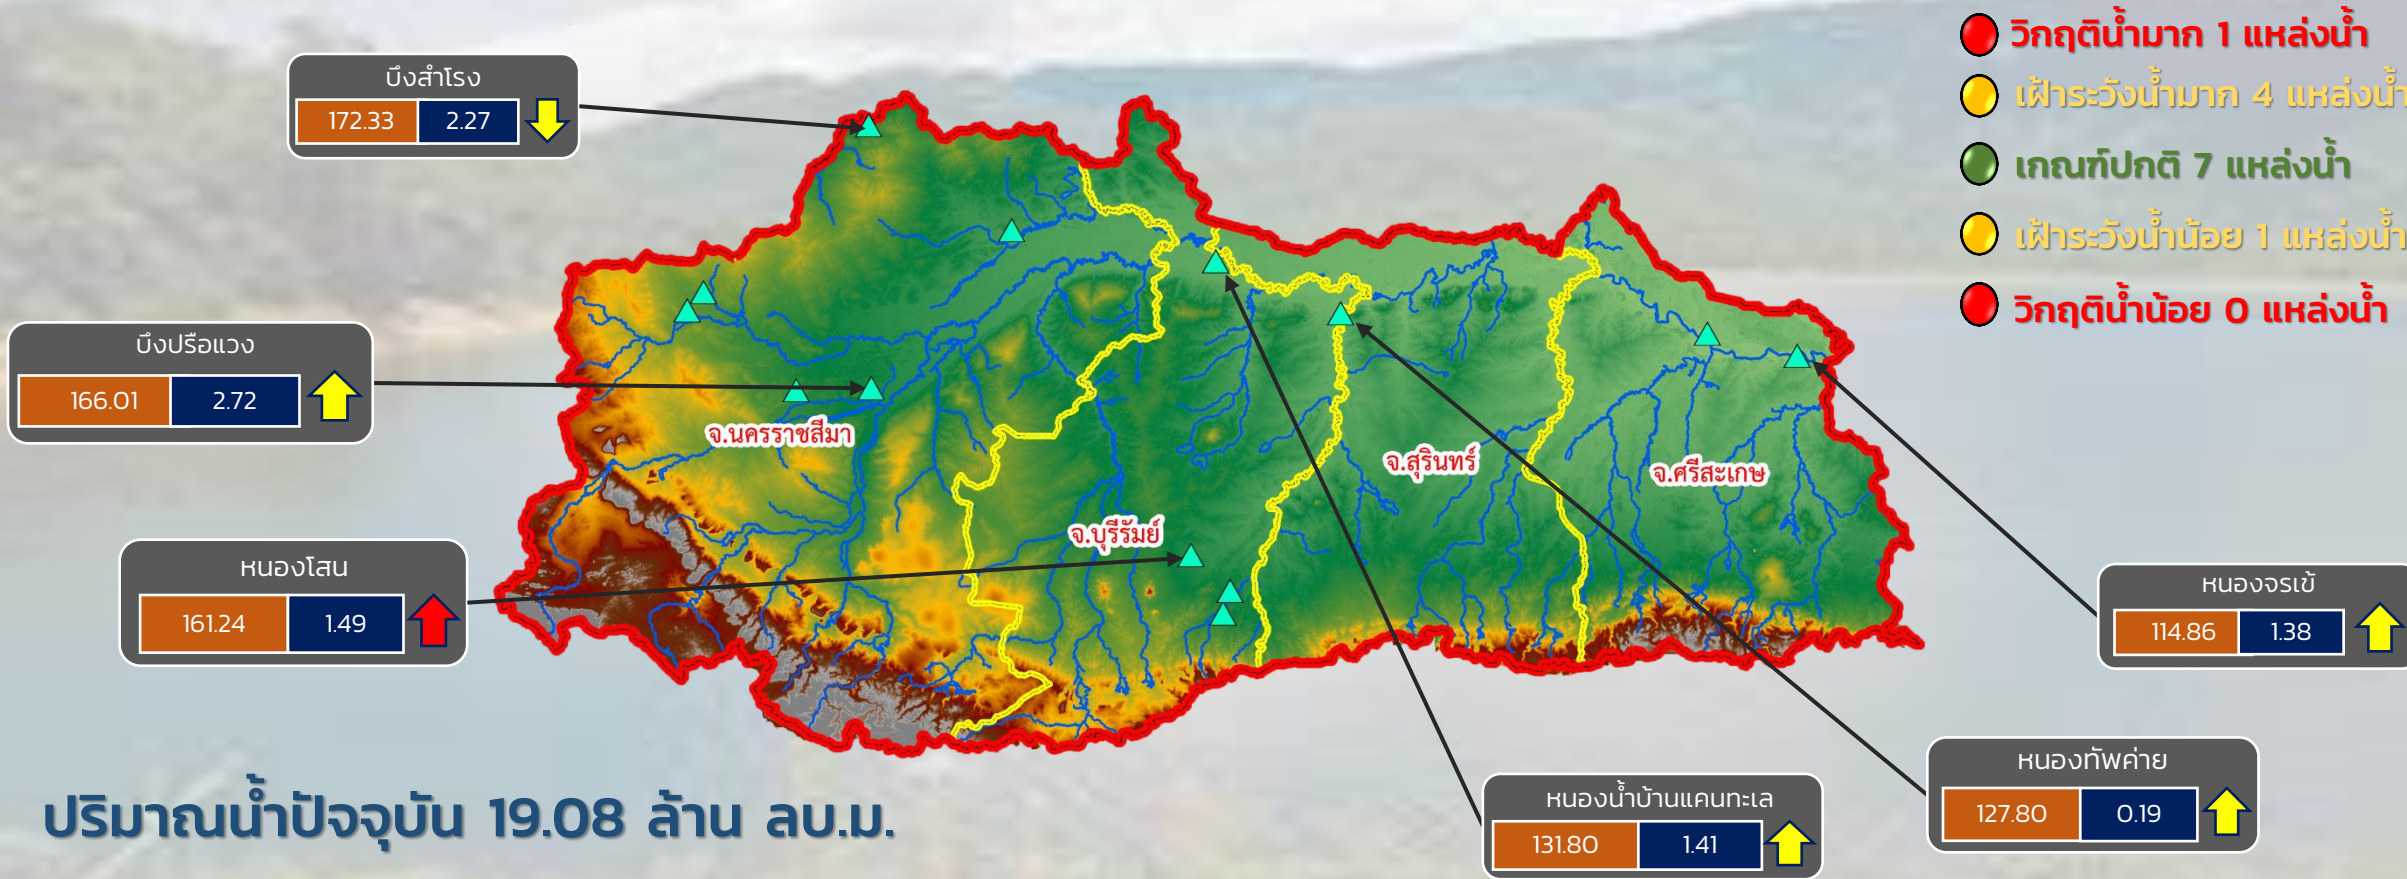 วิกฤติน้ำมาก 1 แหล่งน้ำ
เฝ้าระวังน้ำมาก 4 แหล่งน้ำ
เกณฑ์ปกติ 7 แหล่งน้ำ
เฝ้าระวังน้ำน้อย 1 แหล่งน้ำ
วิกฤติน้ำน้อย 0 แหล่งน้ำ
บึงสำโรง
172.33 2.27
บึงปรือแวง
166.01 2.72
หนองโสน
161.24 1.49
จ.นครราชสีมา
จ.บุรีรัมย์
จ.สุรินทร์
จ.ศรีสะเกษ
หนองจรเข้
114.86 1.38
หนองทัพค่าย
127.80 0.19
หนองน้ำบ้านแคนทะเล
131.80 1.41
ปริมาณน้ำปัจจุบัน 19.08 ล้าน ลบ.ม.